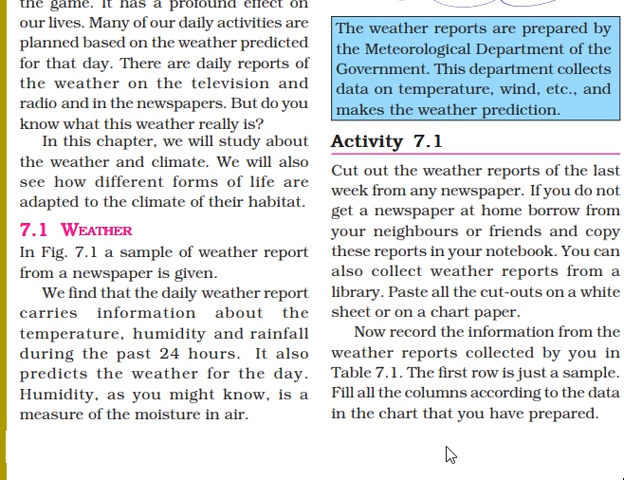 the game. It has a profound effect on
our lives. Many of our daily activities are
planned based on the weather predicted
for that day. There are daily reports of
the weather on the television and
radio and in the newspapers. But do you
know what this weather really is?
In this chapter, we will study about
the weather and climate. We will also
see how different forms of life are
adapted to the climate of their habitat.
7.1 WEATHER
In Fig. 7.1 a sample of weather report
from a newspaper is given.
We find that the daily weather report
carries information about the
temperature, humidity and rainfall
during the past 24 hours. It also
predicts the weather for the day.
Humidity, as you might know, is a
measure of the moisture in air.
The weather reports are prepared by
the Meteorological Department of the
Government. This department collects
data on temperature, wind, etc., and
makes the weather prediction.
Activity 7.1
Cut out the weather reports of the last
week from any newspaper. If you do not
get a newspaper at home borrow from
your neighbours or friends and copy
these reports in your notebook. You can
also collect weather reports from a
library. Paste all the cut-outs on a white
sheet or on a chart paper.
Now record the information from the
weather reports collected by you in
Table 7.1. The first row is just a sample.
Fill all the columns according to the data
in the chart that you have prepared.